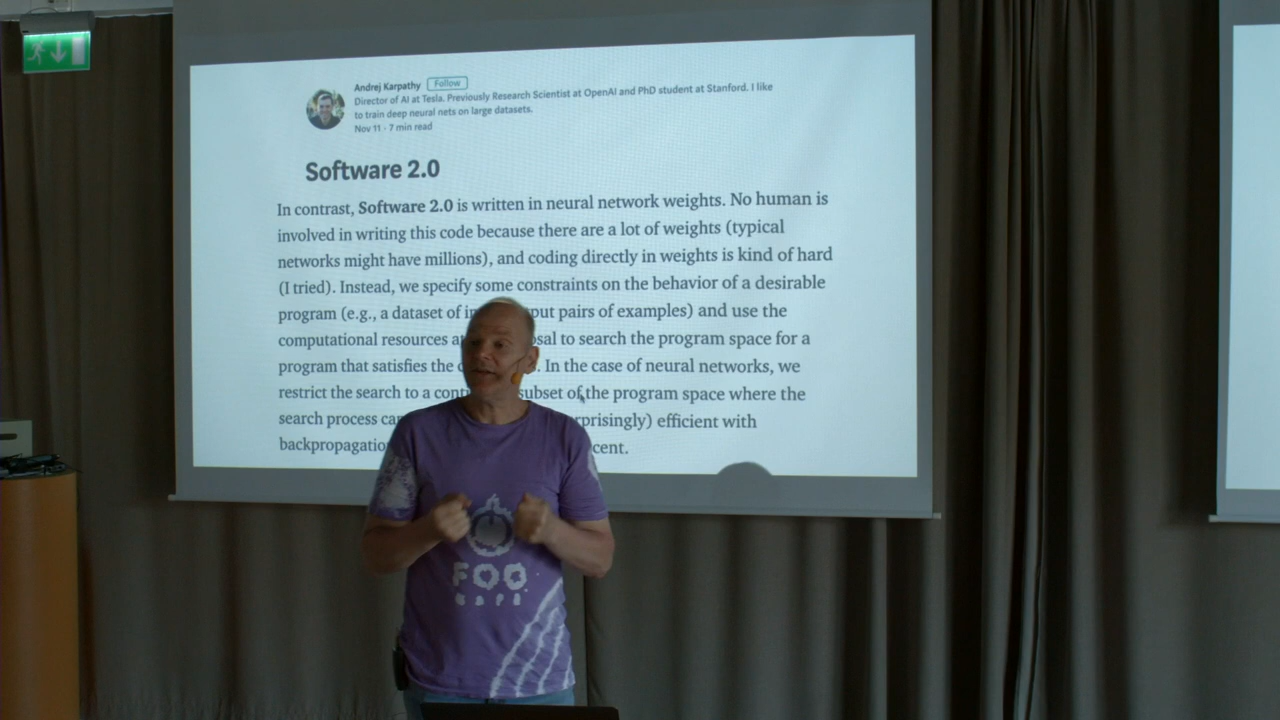 Andrej Karpathy Follow
Director of AI at Tesla. Previously Research Scientist at OpenAI and PhD student at Stanford. I like
to train deep neural nets on large datasets.
Nov 11 · 7 min read
Software 2.0
In contrast, Software 2.0 is written in neural network weights. No human is
involved in writing this code because there are a lot of weights (typical
networks might have millions), and coding directly in weights is kind of hard
(I tried). Instead, we specify some constraints on the behavior of a desirable
program (e.g., a dataset of in put pairs of examples) and use the
computational resources a osal to search the program space for a
program that satisfies the c . In the case of neural networks, we
restrict the search to a cont subset of the program space where the
search process ca rprisingly) efficient with
backpropagatio cent.
FOO